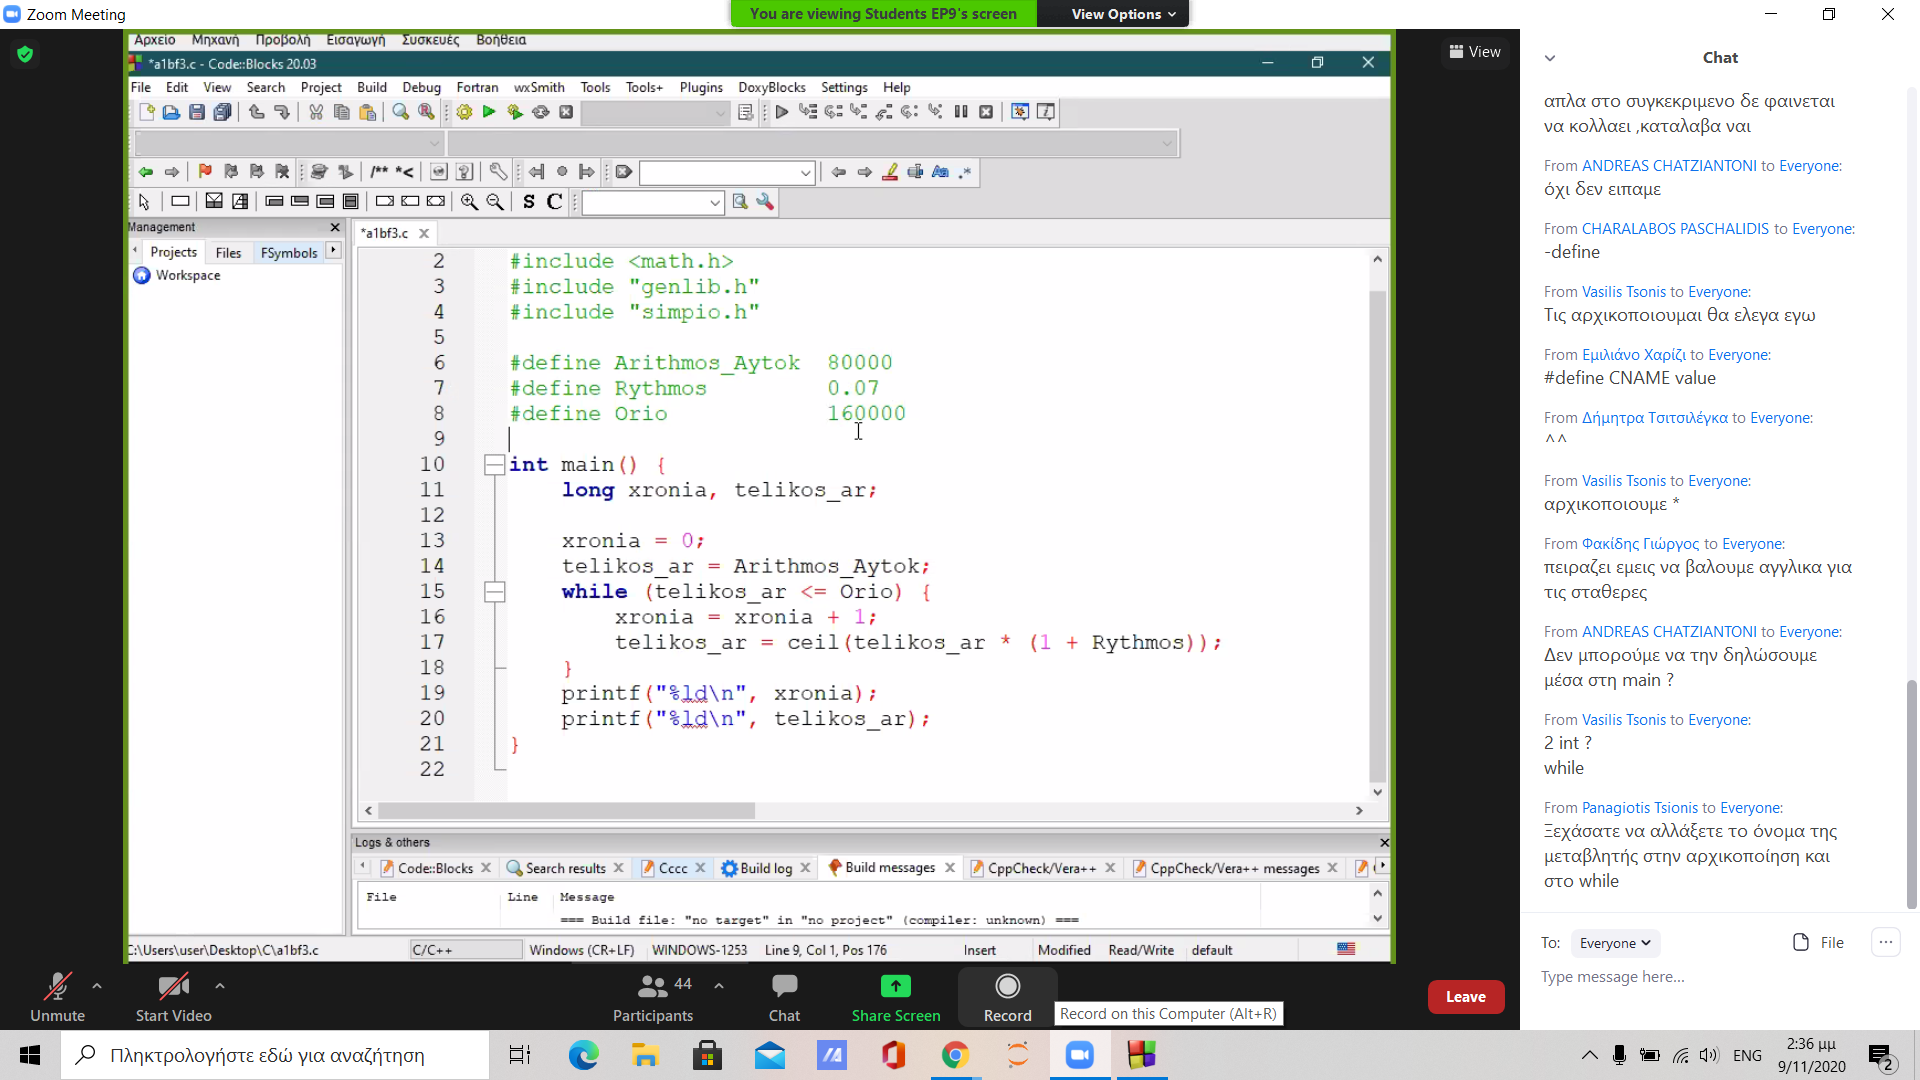 Zoom Meeting
You are viewing Students EP9's screen
View Options
View
Αρχείο Μηχανή Προβολή Εισαγωγή Συσκευές Βοήθεια
*a1bf3.c - Code::Blocks 20.03
File Edit View Search Project Build Debug Fortran wxSmith Tools Tools+ Plugins DoxyBlocks Settings Help
Management
Projects Files FSymbols
Workspace
*a1bf3.c
2 #include <math.h>
3 #include "genlib.h"
4 #include "simpio.h"
5
6 #define Arithmos_Aytok 80000
7 #define Rythmos 0.07
8 #define Orio 160000
9
10 int main() {
11 long xronia, telikos_ar;
12
13 xronia = 0;
14 telikos_ar = Arithmos_Aytok;
15 while (telikos_ar <= Orio) {
16 xronia = xronia + 1;
17 telikos_ar = ceil(telikos_ar * (1 + Rythmos));
18 }
19 printf("%ld\n", xronia);
20 printf("%ld\n", telikos_ar);
21 }
22
Logs & others
Code::Blocks Search results Cccc Build log Build messages CppCheck/Vera++ CppCheck/Vera++ messages
File Line Message
=== Build file: "no target" in "no project" (compiler: unknown) ===
C:\Users\user\Desktop\C\a1bf3.c C/C++ Windows (CR+LF) WINDOWS-1253 Line 9, Col 1, Pos 176 Insert Modified Read/Write default
Chat
απλα στο συγκεκριμενο δε φαινεται
να κολλαει ,καταλαβα ναι
From ANDREAS CHATZIANTONI to Everyone:
όχι δεν ειπαμε
From CHARALABOS PASCHALIDIS to Everyone:
-define
From Vasilis Tsonis to Everyone:
Τις αρχικοποιουμαι θα ελεγα εγω
From Εμιλιάνο Χαρίζι to Everyone:
#define CNAME value
From Δήμητρα Τσιτσιλέγκα to Everyone:
^^
From Vasilis Tsonis to Everyone:
αρχικοποιουμε *
From Φακίδης Γιώργος to Everyone:
πειραζει εμεις να βαλουμε αγγλικα για
τις σταθερες
From ANDREAS CHATZIANTONI to Everyone:
Δεν μπορούμε να την δηλώσουμε
μέσα στη main ?
From Vasilis Tsonis to Everyone:
2 int ?
while
From Panagiotis Tsionis to Everyone:
Ξεχάσατε να αλλάξετε το όνομα της
μεταβλητής στην αρχικοποίηση και
στο while
To: Everyone File
Type message here...
Unmute Start Video Participants 44 Chat Share Screen Record Leave
Record on this Computer (Alt+R)
Πληκτρολογήστε εδώ για αναζήτηση
ENG
2:36 μμ
9/11/2020
2